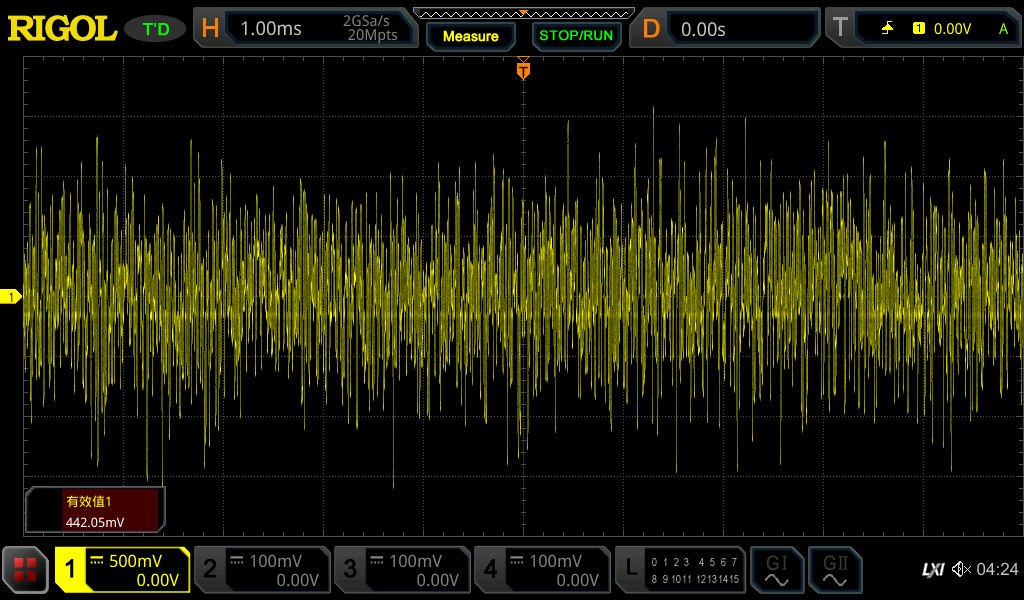 RIGOL T'D H 1.00ms 2GSa/s 20Mpts Measure STOP/RUN D 0.00s T 1 0.00V A
T
1
有效值1
442.05mV
1 500mV 0.00V 2 100mV 0.00V 3 100mV 0.00V 4 100mV 0.00V L 0 1 2 3 4 5 6 7 8 9 10 11 12 13 14 15 GI GII LXI 04:24